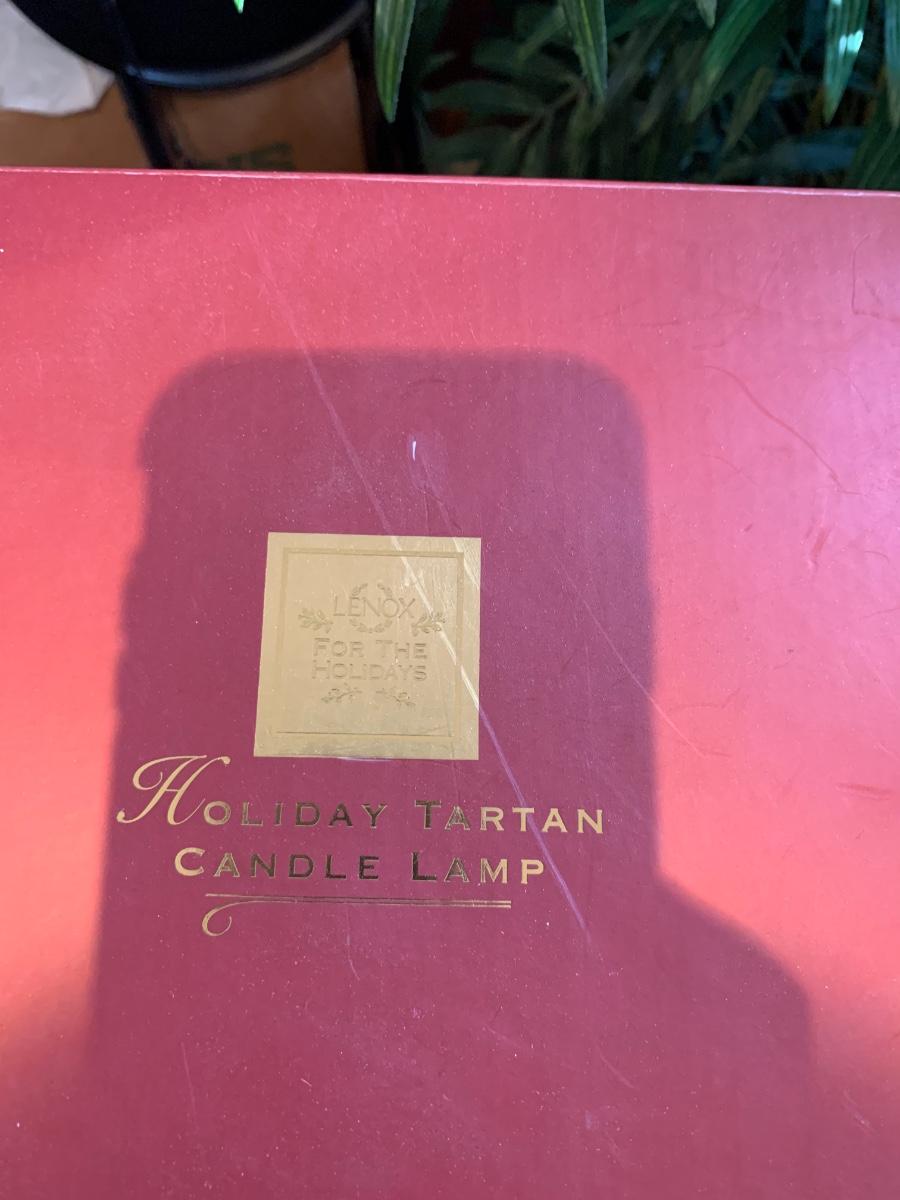 LENOX
FOR THE
HOLIDAYS
HOLIDAY TARTAN
CANDLE LAMP